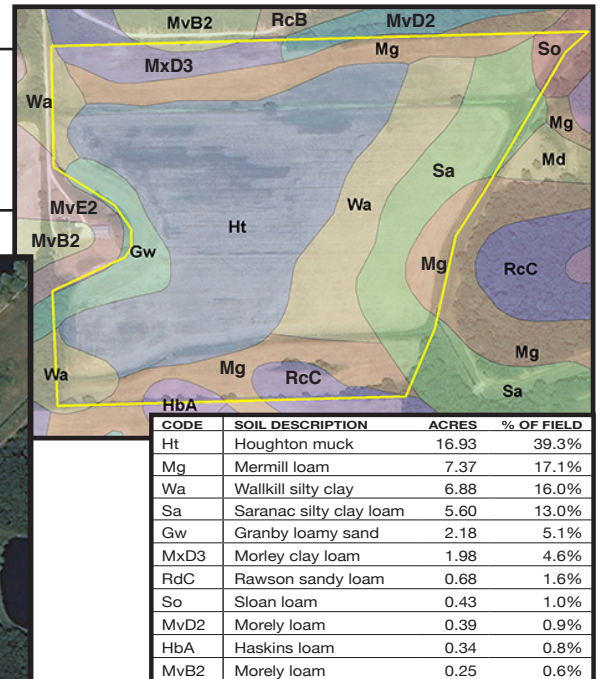 MvB2 RcB MvD2
Mg So
MxD3
Wa
Mg
Md
Sa
MvE2
Wa
Ht
MvB2
Gw
Mg
RcC
Mg
Mg
RcC
Wa
Sa
HbA
CODE SOIL DESCRIPTION ACRES % OF FIELD
Ht Houghton muck 16.93 39.3%
Mg Mermill loam 7.37 17.1%
Wa Wallkill silty clay 6.88 16.0%
Sa Saranac silty clay loam 5.60 13.0%
Gw Granby loamy sand 2.18 5.1%
MxD3 Morley clay loam 1.98 4.6%
RdC Rawson sandy loam 0.68 1.6%
So Sloan loam 0.43 1.0%
MvD2 Morely loam 0.39 0.9%
HbA Haskins loam 0.34 0.8%
MvB2 Morely loam 0.25 0.6%